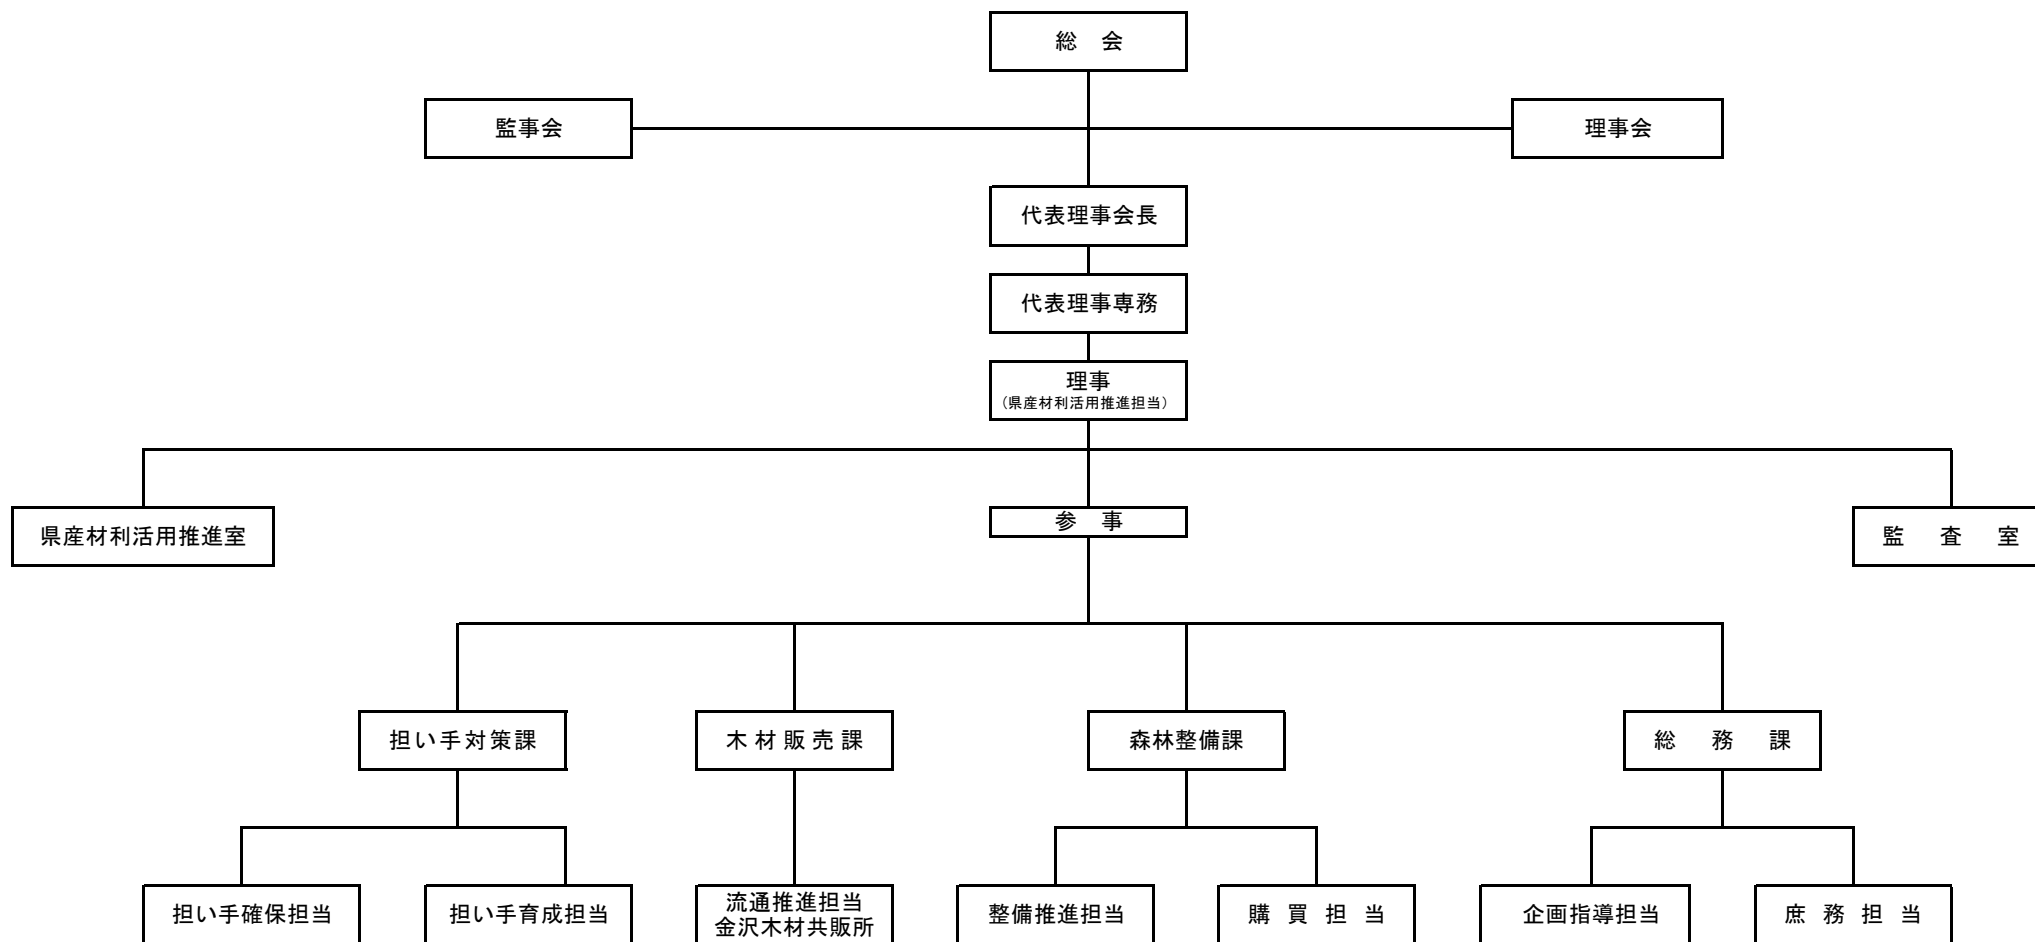 総　会
監事会
理事会
代表理事会長
代表理事専務
理事
（県産材利活用推進担当）
県産材利活用推進室
参　事
監　査　室
担い手対策課
木材販売課
森林整備課
総　務　課
担い手確保担当
担い手育成担当
流通推進担当
金沢木材共販所
整備推進担当
購買担当
企画指導担当
庶務担当